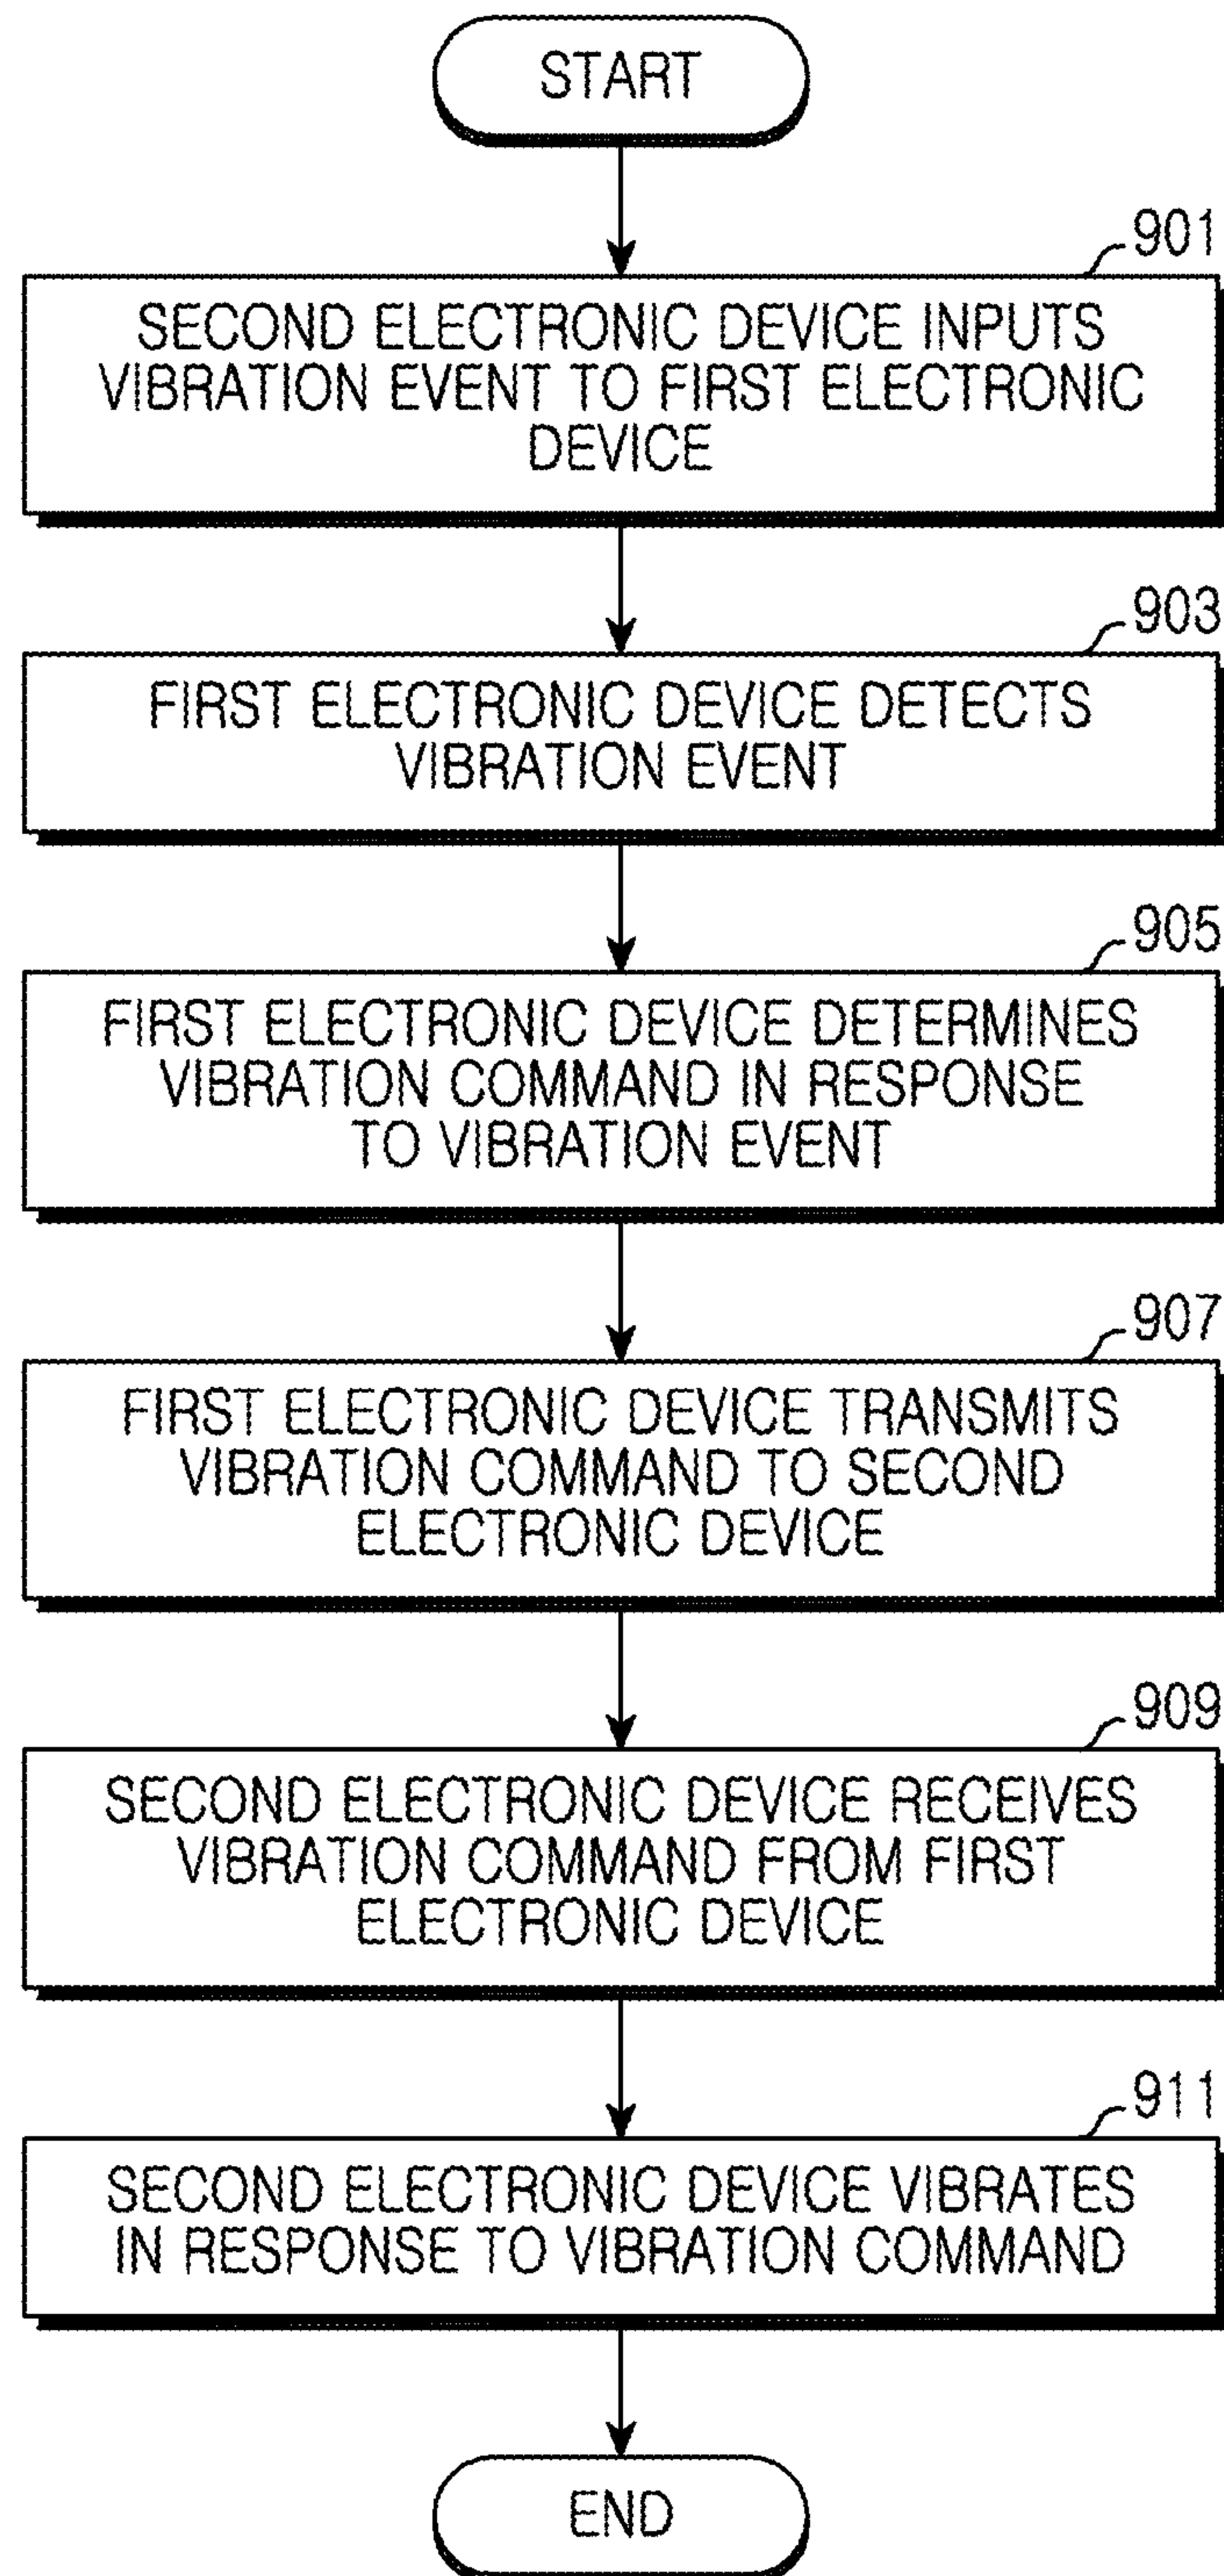 START
901
SECOND ELECTRONIC DEVICE INPUTS
VIBRATION EVENT TO FIRST ELECTRONIC
DEVICE
903
FIRST ELECTRONIC DEVICE DETECTS
VIBRATION EVENT
905
FIRST ELECTRONIC DEVICE DETERMINES
VIBRATION COMMAND IN RESPONSE
TO VIBRATION EVENT
907
FIRST ELECTRONIC DEVICE TRANSMITS
VIBRATION COMMAND TO SECOND
ELECTRONIC DEVICE
909
SECOND ELECTRONIC DEVICE RECEIVES
VIBRATION COMMAND FROM FIRST
ELECTRONIC DEVICE
911
SECOND ELECTRONIC DEVICE VIBRATES
IN RESPONSE TO VIBRATION COMMAND
END